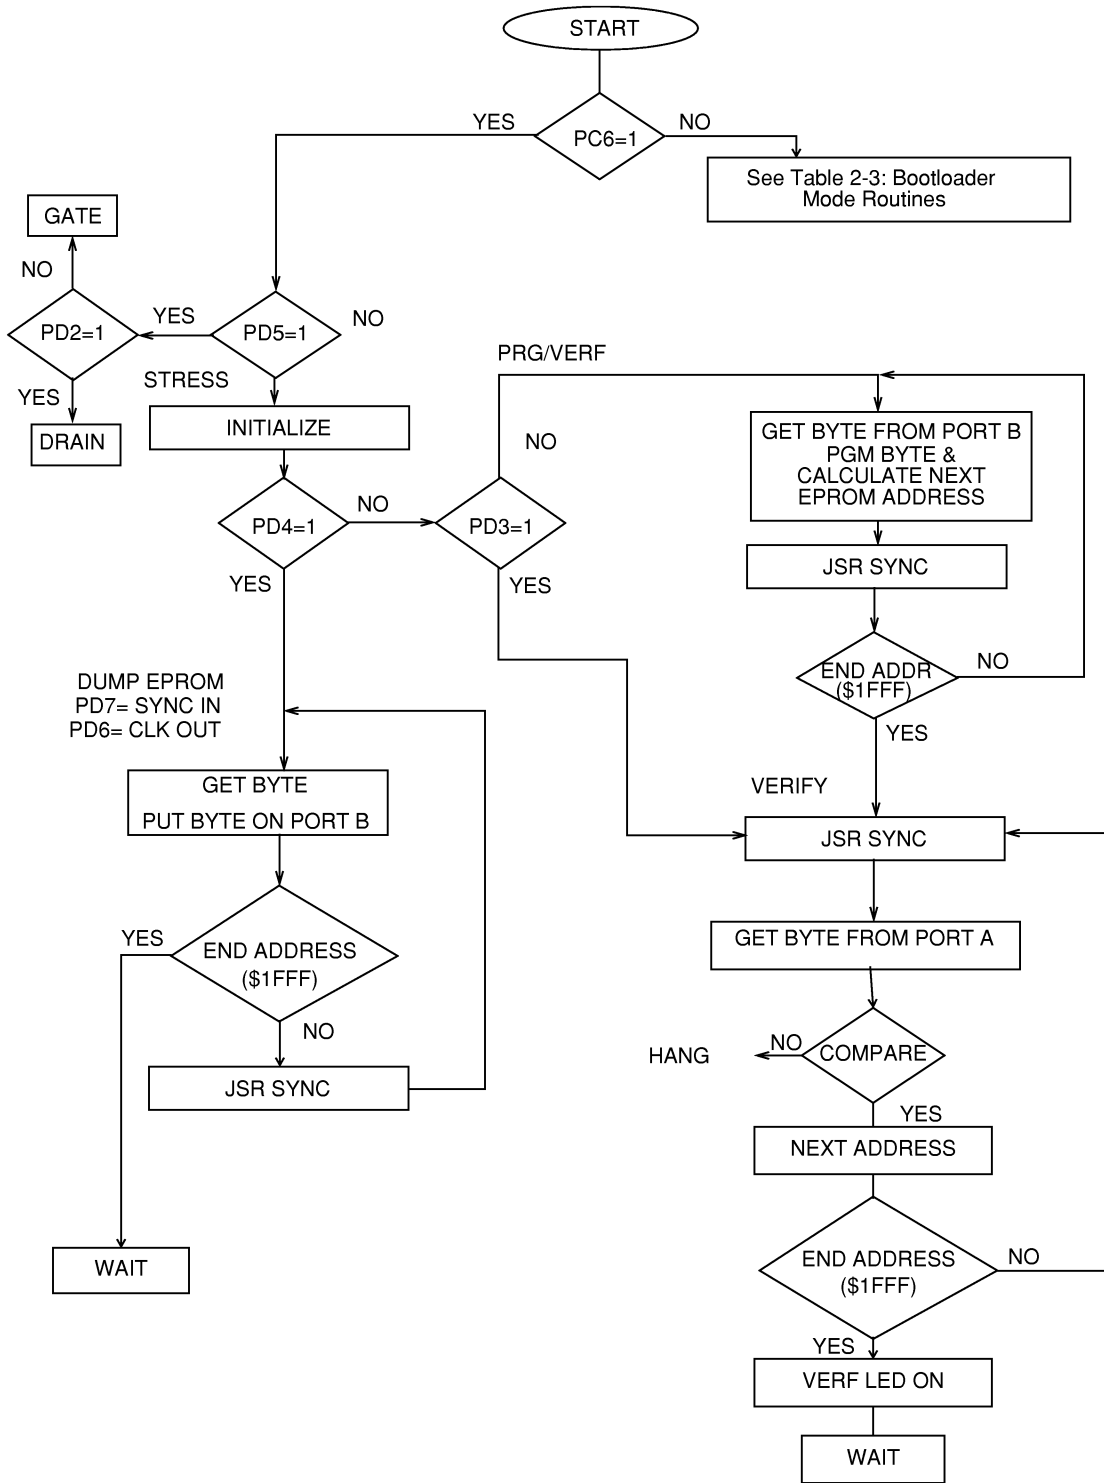 START
PC6=1
YES
NO
See Table 2-3: Bootloader
Mode Routines
GATE
NO
PD2=1
YES
DRAIN
YES
PD5=1
NO
STRESS
INITIALIZE
PD4=1
NO
YES
PD3=1
NO
YES
PRG/VERF
GET BYTE FROM PORT B
PGM BYTE &
CALCULATE NEXT
EPROM ADDRESS
JSR SYNC
END ADDR
($1FFF)
NO
YES
DUMP EPROM
PD7= SYNC IN
PD6= CLK OUT
GET BYTE
PUT BYTE ON PORT B
END ADDRESS
($1FFF)
YES
NO
JSR SYNC
WAIT
VERIFY
JSR SYNC
GET BYTE FROM PORT A
COMPARE
NO
HANG
YES
NEXT ADDRESS
END ADDRESS
($1FFF)
NO
YES
VERF LED ON
WAIT